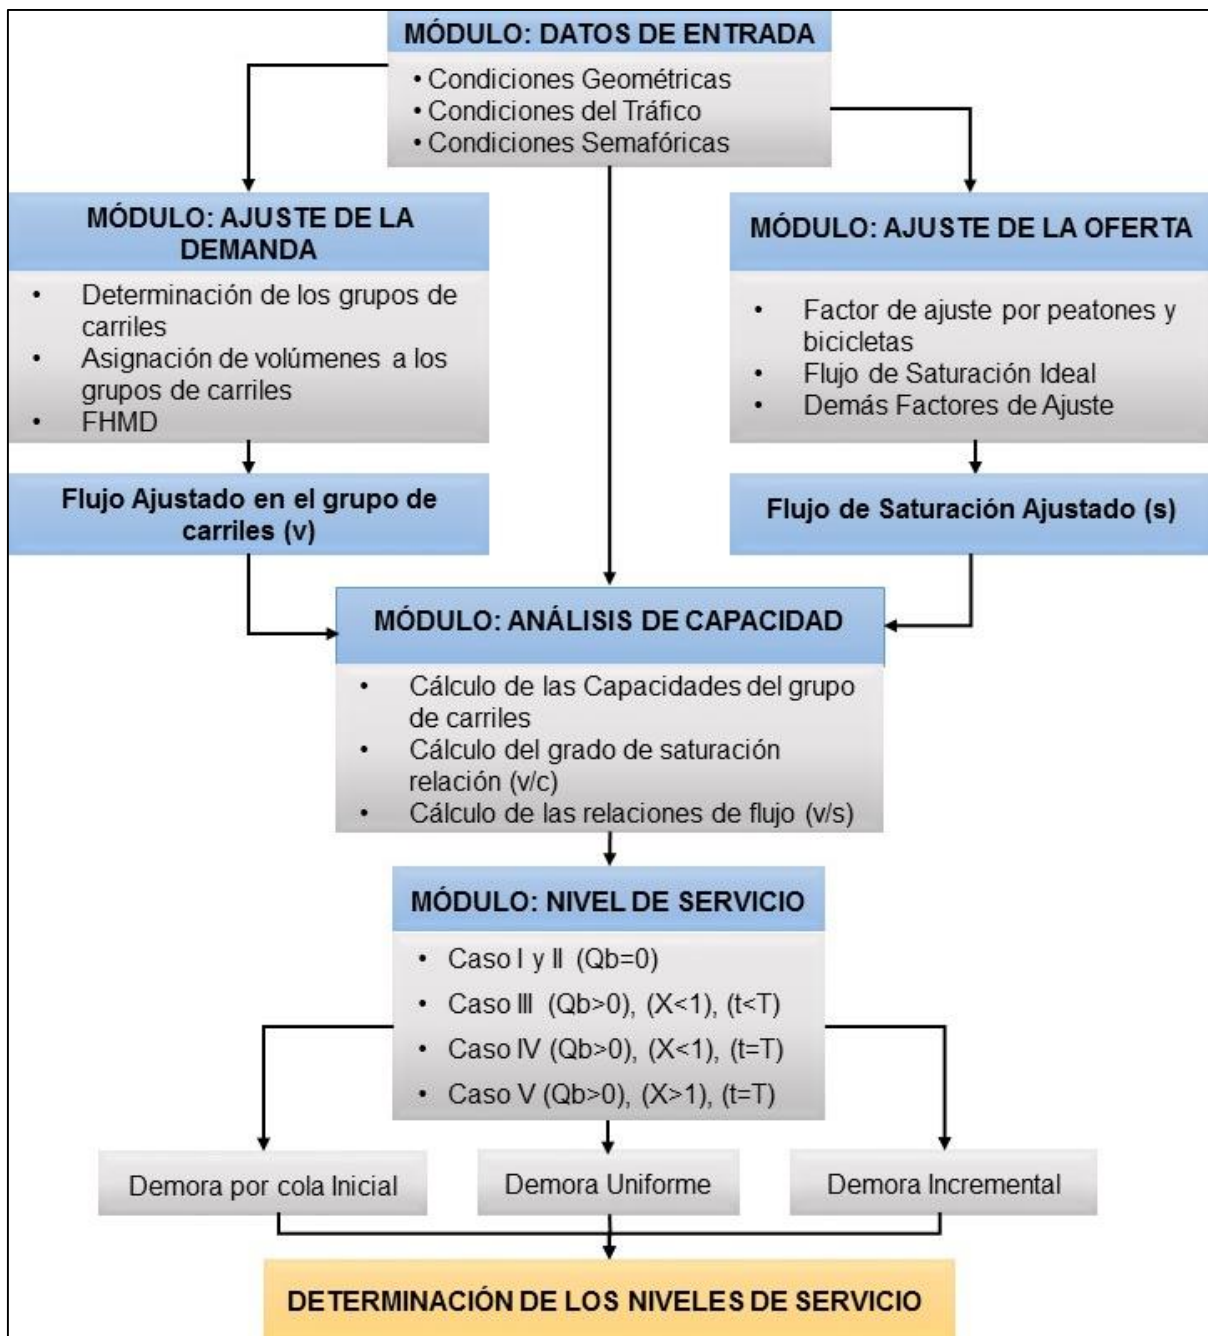 MÓDULO: DATOS DE ENTRADA
• Condiciones Geométricas
• Condiciones del Tráfico
• Condiciones Semafóricas
MÓDULO: AJUSTE DE LA
DEMANDA
• Determinación de los grupos de
carriles
• Asignación de volúmenes a los
grupos de carriles
• FHMD
Flujo Ajustado en el grupo de
carriles (v)
MÓDULO: AJUSTE DE LA OFERTA
• Factor de ajuste por peatones y
bicicletas
• Flujo de Saturación Ideal
• Demás Factores de Ajuste
Flujo de Saturación Ajustado (s)
MÓDULO: ANÁLISIS DE CAPACIDAD
• Cálculo de las Capacidades del grupo
de carriles
• Cálculo del grado de saturación
relación (v/c)
• Cálculo de las relaciones de flujo (v/s)
MÓDULO: NIVEL DE SERVICIO
• Caso I y II (Qb=0)
• Caso III (Qb>0), (X<1), (t<T)
• Caso IV (Qb>0), (X<1), (t=T)
• Caso V (Qb>0), (X>1), (t=T)
Demora por cola Inicial
Demora Uniforme
Demora Incremental
DETERMINACIÓN DE LOS NIVELES DE SERVICIO